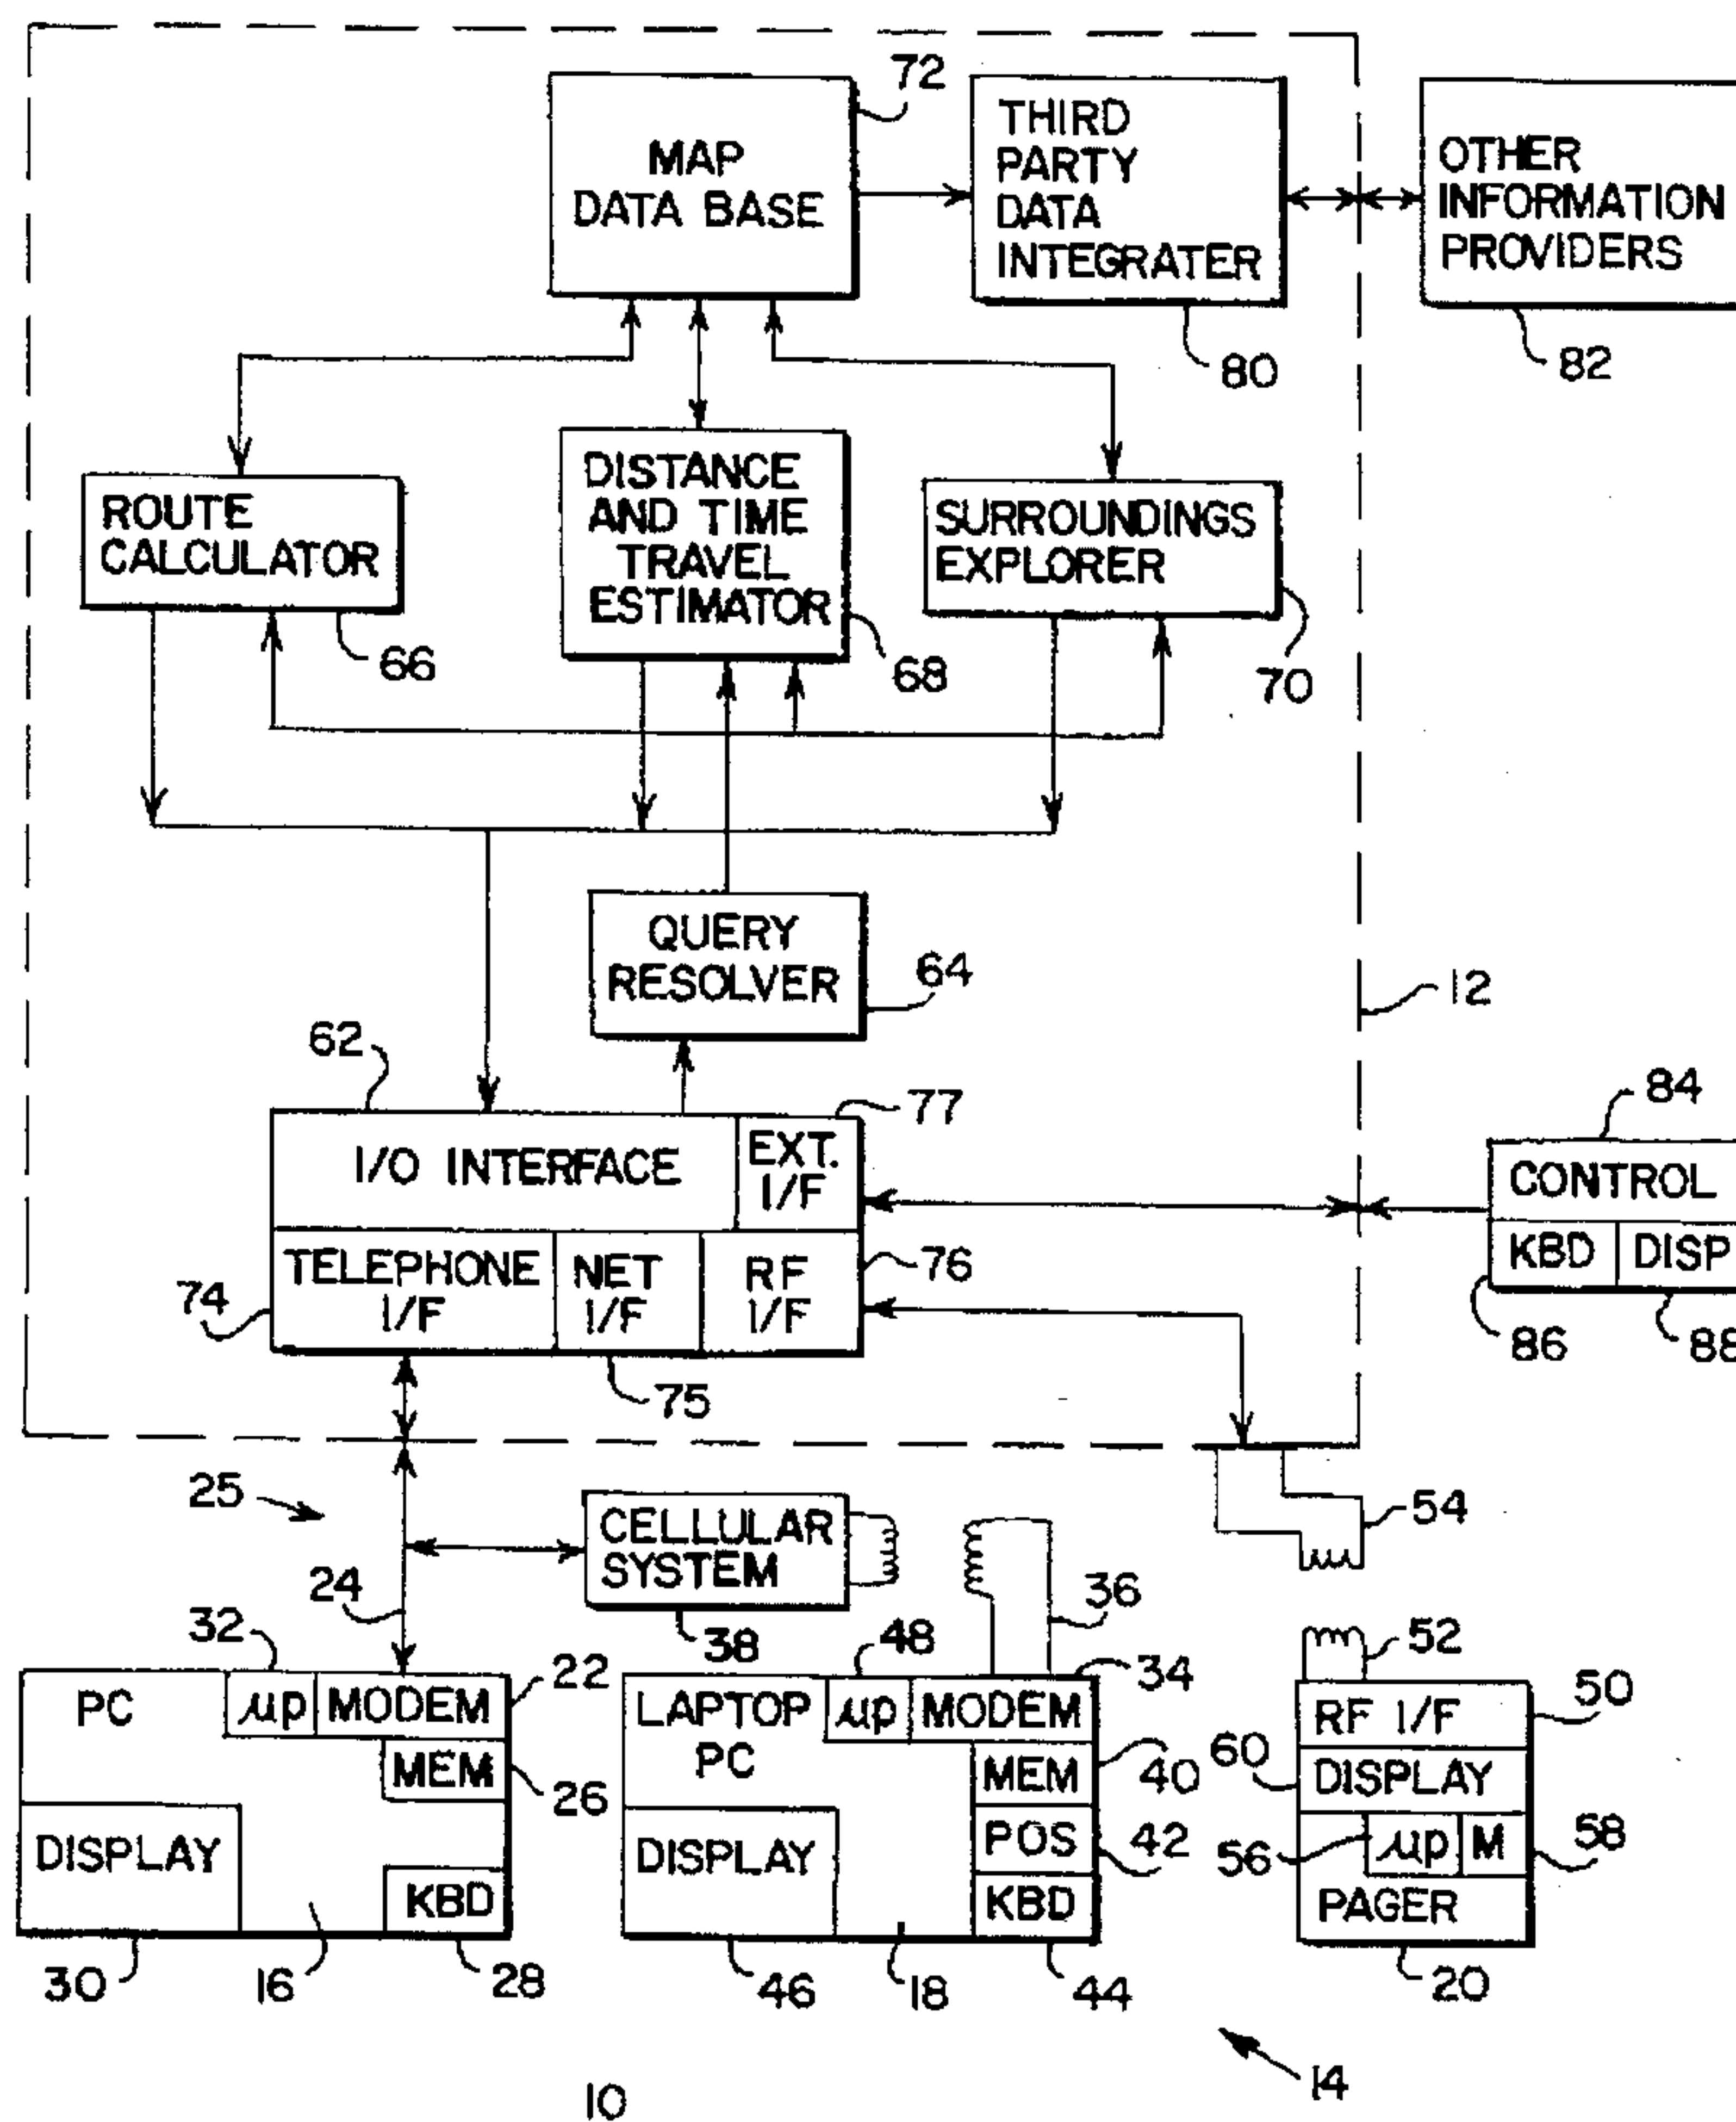 72
MAP
DATA BASE
THIRD
PARTY
DATA
INTEGRATER
OTHER
INFORMATION
PROVIDERS
80
82
ROUTE
CALCULATOR
DISTANCE
AND TIME
TRAVEL
ESTIMATOR
SURROUNDINGS
EXPLORER
66
68
70
QUERY
RESOLVER
64
12
62
77
84
I/O INTERFACE
EXT.
I/F
CONTROL
KBD
DISP
TELEPHONE
I/F
NET
I/F
RF
I/F
76
74
75
86
88
25
CELLULAR
SYSTEM
54
24
36
32
38
48
52
PC
μp
MODEM
22
LAPTOP
PC
μp
MODEM
34
RF I/F
50
MEM
26
MEM
40
60
DISPLAY
DISPLAY
DISPLAY
POS
42
56
μp
M
58
KBD
KBD
PAGER
30
16
28
46
18
44
20
14
10